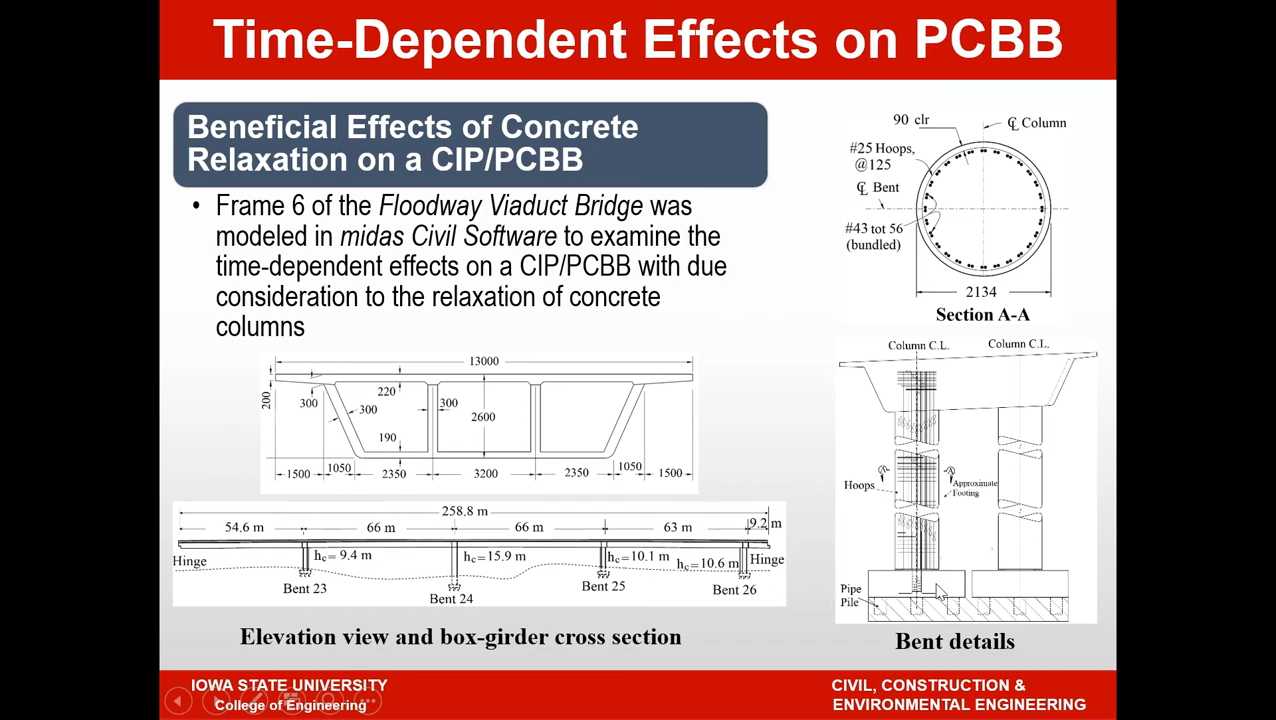 Time-Dependent Effects on PCBB
Beneficial Effects of Concrete
Relaxation on a CIP/PCBB
• Frame 6 of the Floodway Viaduct Bridge was
modeled in midas Civil Software to examine the
time-dependent effects on a CIP/PCBB with due
consideration to the relaxation of concrete
columns
13000
200
300
220
300
300
2600
190
1500
1050
2350
3200
2350
1050
1500
258.8 m
54.6 m
66 m
66 m
63 m
9.2 m
Hinge
hc= 9.4 m
hc=15.9 m
hc=10.1 m
hc= 10.6 m
Hinge
Bent 23
Bent 24
Bent 25
Bent 26
Elevation view and box-girder cross section
90 clr
℄ Column
#25 Hoops,
@125
℄ Bent
#43 tot 56
(bundled)
2134
Section A-A
Column C.L.
Column C.L.
A
A
Hoops
Approximate
Footing
Pipe
Pile
Bent details
IOWA STATE UNIVERSITY
College of Engineering
CIVIL, CONSTRUCTION &
ENVIRONMENTAL ENGINEERING